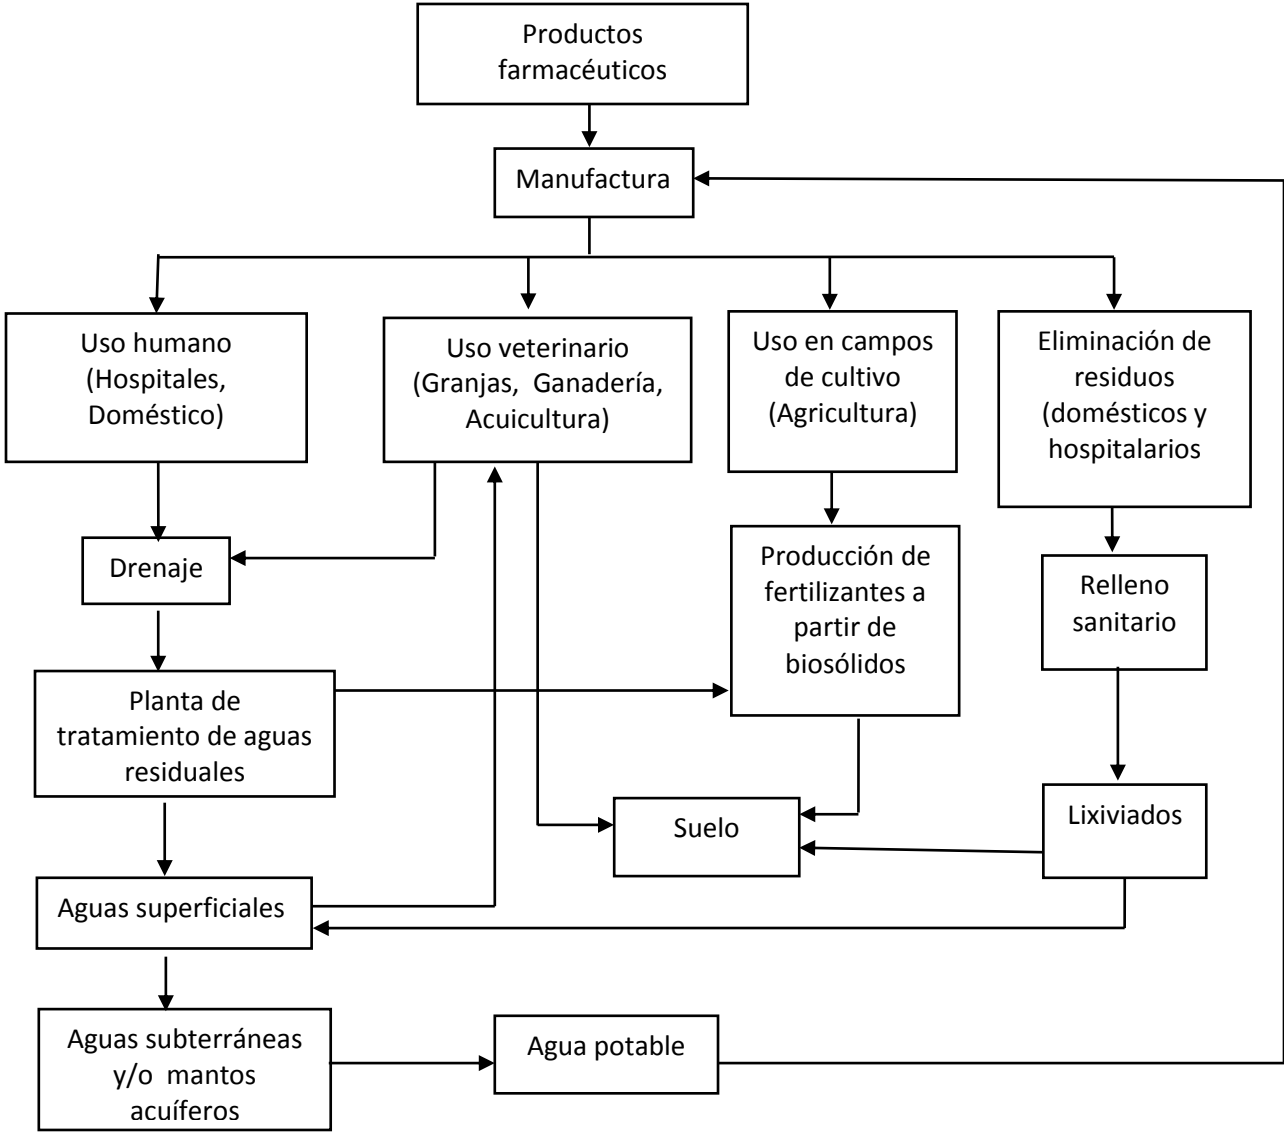 Productos
farmacéuticos
Manufactura
Uso humano
(Hospitales,
Doméstico)
Uso veterinario
(Granjas,  Ganadería,
Acuicultura)
Uso en campos
de cultivo
(Agricultura)
Eliminación de
residuos
(domésticos y
hospitalarios
Drenaje
Producción de
fertilizantes a
partir de
biosólidos
Relleno
sanitario
Planta de
tratamiento de aguas
residuales
Suelo
Lixiviados
Aguas superficiales
Aguas subterráneas
y/o  mantos
acuíferos
Agua potable